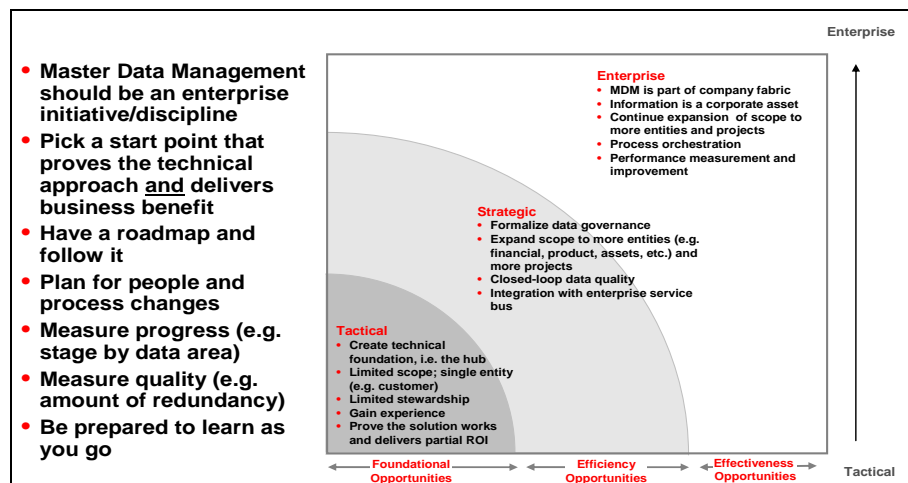 • Master Data Management
should be an enterprise
initiative/discipline
• Pick a start point that
proves the technical
approach and delivers
business benefit
• Have a roadmap and
follow it
• Plan for people and
process changes
• Measure progress (e.g.
stage by data area)
• Measure quality (e.g.
amount of redundancy)
• Be prepared to learn as
you go
Enterprise
Enterprise
• MDM is part of company
fabric
• Information is a corporate
asset
• Continue expansion of scope to
more entities and projects
• Process orchestration
• Performance measurement and
improvement
Strategic
• Formalize data governance
• Expand scope to more entities (e.g.
financial, product, assets, etc.) and
more projects
• Closed-loop data quality
• Integration with enterprise service
bus
Tactical
• Create technical
foundation, i.e. the hub
• Limited scope; single entity
(e.g. customer)
• Limited stewardship
• Gain experience
• Prove the solution works
and delivers partial ROI
Foundational
Opportunities
Efficiency
Opportunities
Effectiveness
Opportunities
Tactical